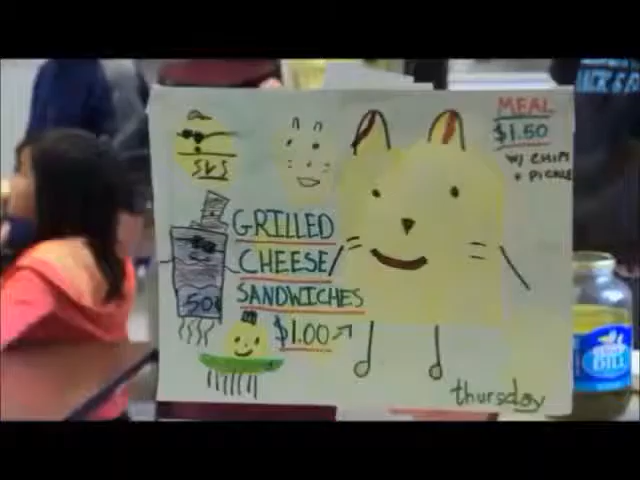 MEAL
$1.50
W/ CHIPS
+ PICKLE
GRILLED
CHEESE
SANDWICHES
$1.00
.50¢
thursday
DILL